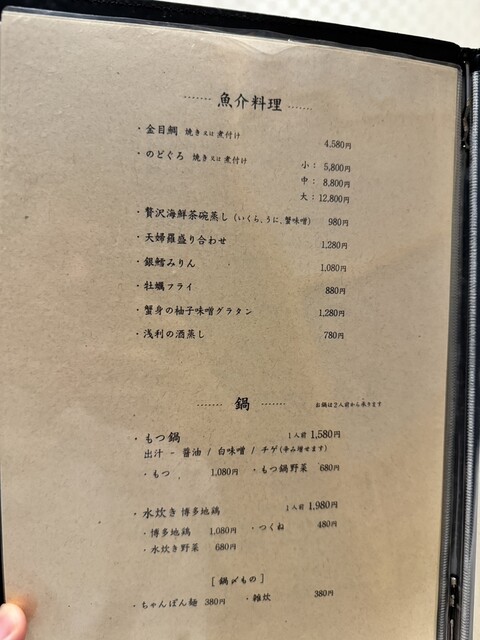 魚介料理
・金目鯛 焼き又は煮付け 4,580円
・のどぐろ 焼き又は煮付け 小: 5,800円
中: 8,800円
大: 12,800円
・贅沢海鮮茶碗蒸し (いくら、うに、蟹味噌) 980円
・天婦羅盛り合わせ 1,280円
・銀鱈みりん 1,080円
・牡蠣フライ 880円
・蟹身の柚子味噌グラタン 1,280円
・浅利の酒蒸し 780円
鍋 お鍋は2人前から承ります
・もつ鍋 1人前 1,580円
出汁 - 醤油 / 白味噌 / チゲ(辛み増せます)
・もつ 1,080円 ・もつ鍋野菜 680円
・水炊き 博多地鶏 1人前 1,980円
・博多地鶏 1,080円 ・つくね 480円
・水炊き野菜 680円
[鍋〆もの]
・ちゃんぽん麺 380円 ・雑炊 380円